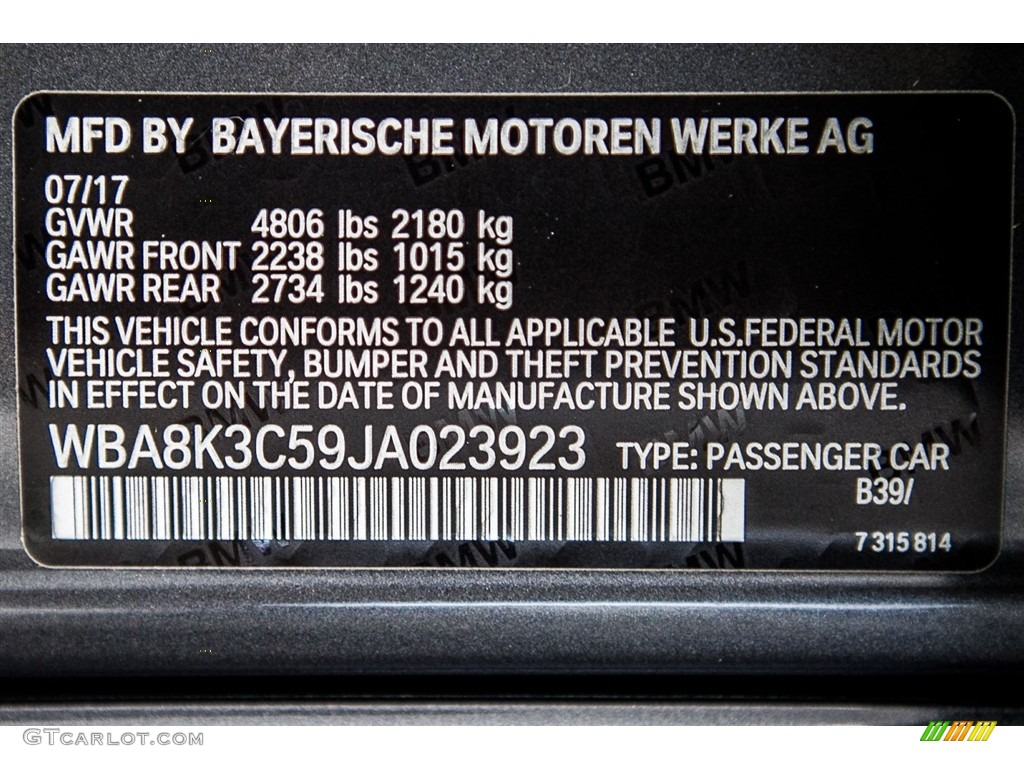 MFD BY BAYERISCHE MOTOREN WERKE AG
07/17
GVWR 4806 lbs 2180 kg
GAWR FRONT 2238 lbs 1015 kg
GAWR REAR 2734 lbs 1240 kg
THIS VEHICLE CONFORMS TO ALL APPLICABLE U.S.FEDERAL MOTOR
VEHICLE SAFETY, BUMPER AND THEFT PREVENTION STANDARDS
IN EFFECT ON THE DATE OF MANUFACTURE SHOWN ABOVE.
WBA8K3C59JA023923 TYPE: PASSENGER CAR
B39/
7 315 814
GTcarlot.com